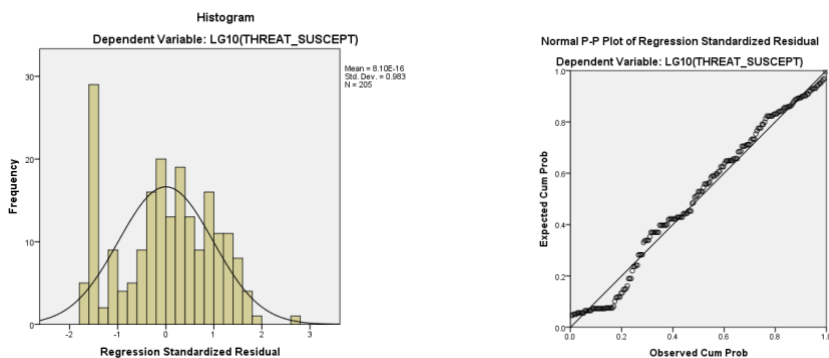 Histogram
Dependent Variable: LG10(THREAT_SUSCEPT)
Mean = 8.10E-16
Std. Dev. = 0.983
N = 205
Frequency
30
20
10
0
-2 -1 0 1 2 3
Regression Standardized Residual
Normal P-P Plot of Regression Standardized Residual
Dependent Variable: LG10(THREAT_SUSCEPT)
Expected Cum Prob
1.0
0.8
0.6
0.4
0.2
0.0
0.0 0.2 0.4 0.6 0.8 1.0
Observed Cum Prob